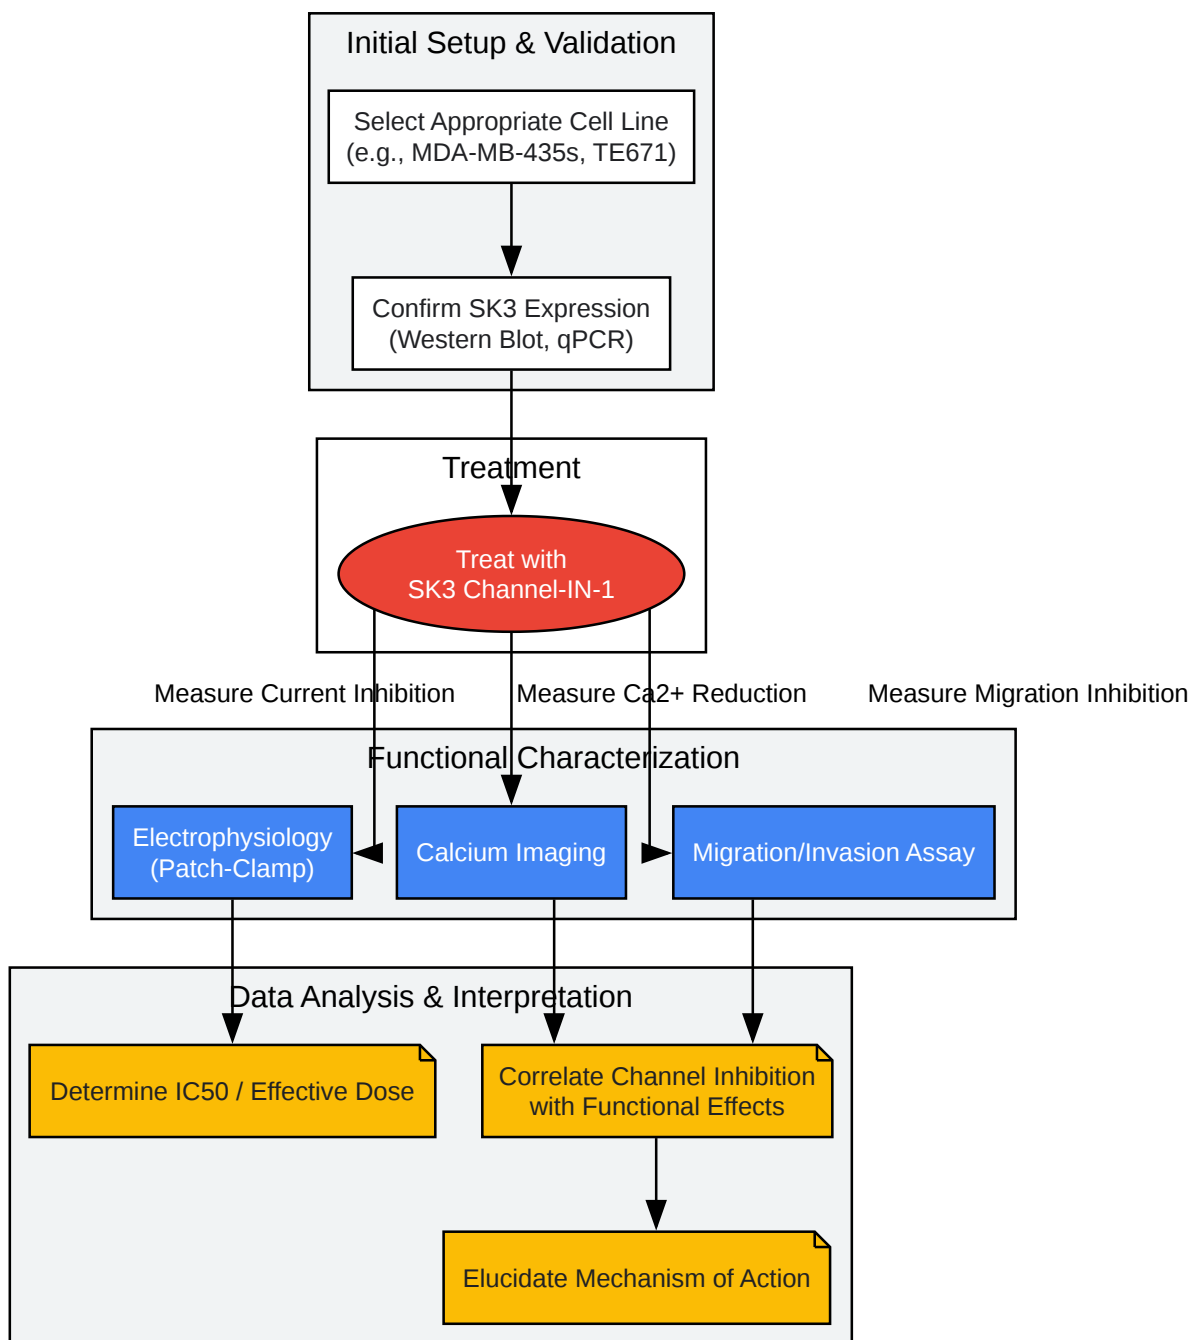 Initial Setup & Validation
Select Appropriate Cell Line
(e.g., MDA-MB-435s, TE671)
Confirm SK3 Expression
(Western Blot, qPCR)
Treatment
Treat with
SK3 Channel-IN-1
Measure Current Inhibition
Measure Ca2+ Reduction
Measure Migration Inhibition
Functional Characterization
Electrophysiology
(Patch-Clamp)
Calcium Imaging
Migration/Invasion Assay
Data Analysis & Interpretation
Determine IC50 / Effective Dose
Correlate Channel Inhibition
with Functional Effects
Elucidate Mechanism of Action